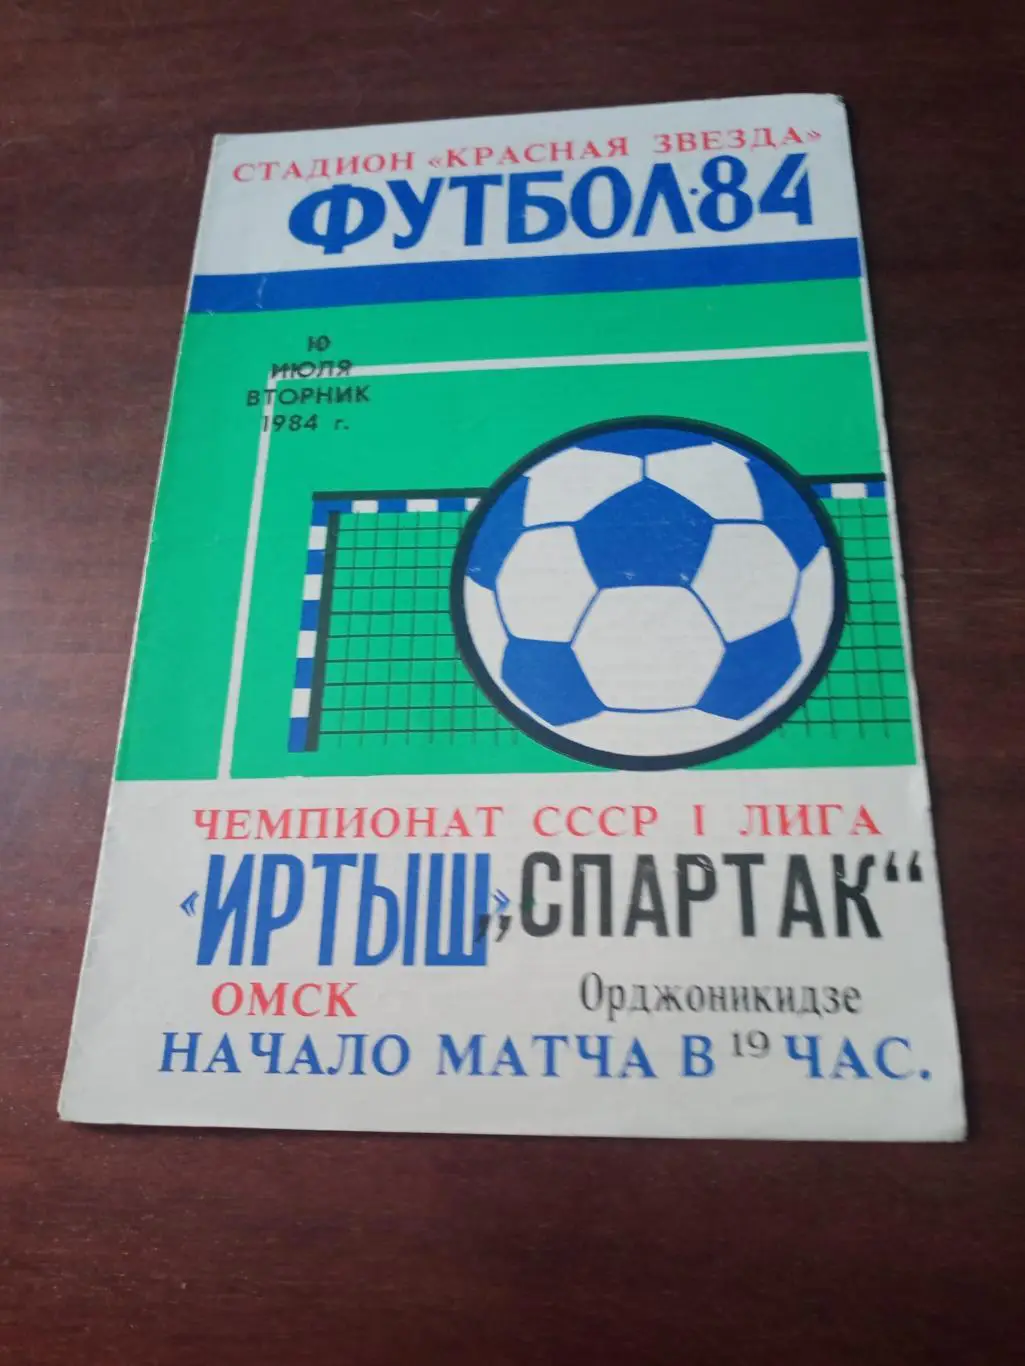 СТАДИОН «КРАСНАЯ ЗВЕЗДА»
ФУТБОЛ·84
10
ИЮЛЯ
ВТОРНИК
1984 г.
ЧЕМПИОНАТ СССР I ЛИГА
«ИРТЫШ» „СПАРТАК“
ОМСК Орджоникидзе
НАЧАЛО МАТЧА В 19 ЧАС.